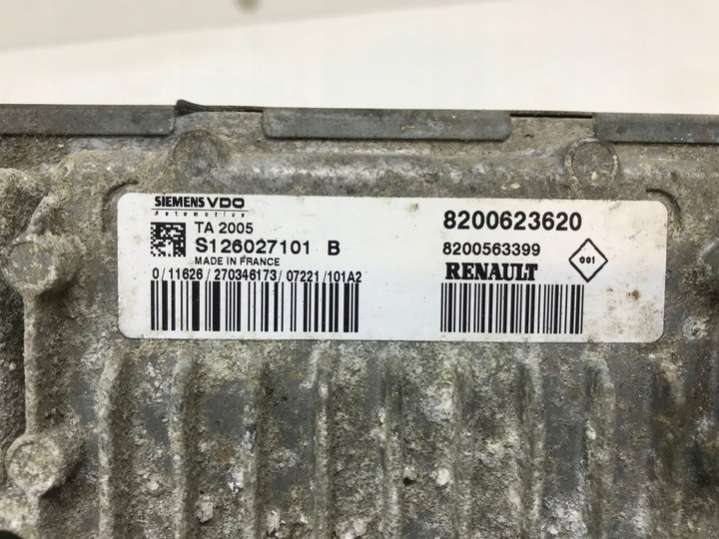 SIEMENS VDO
Automotive
TA 2005
S126027101 B
MADE IN FRANCE
0/11626/270346173/07221/101A2
8200623620
8200563399
RENAULT
001